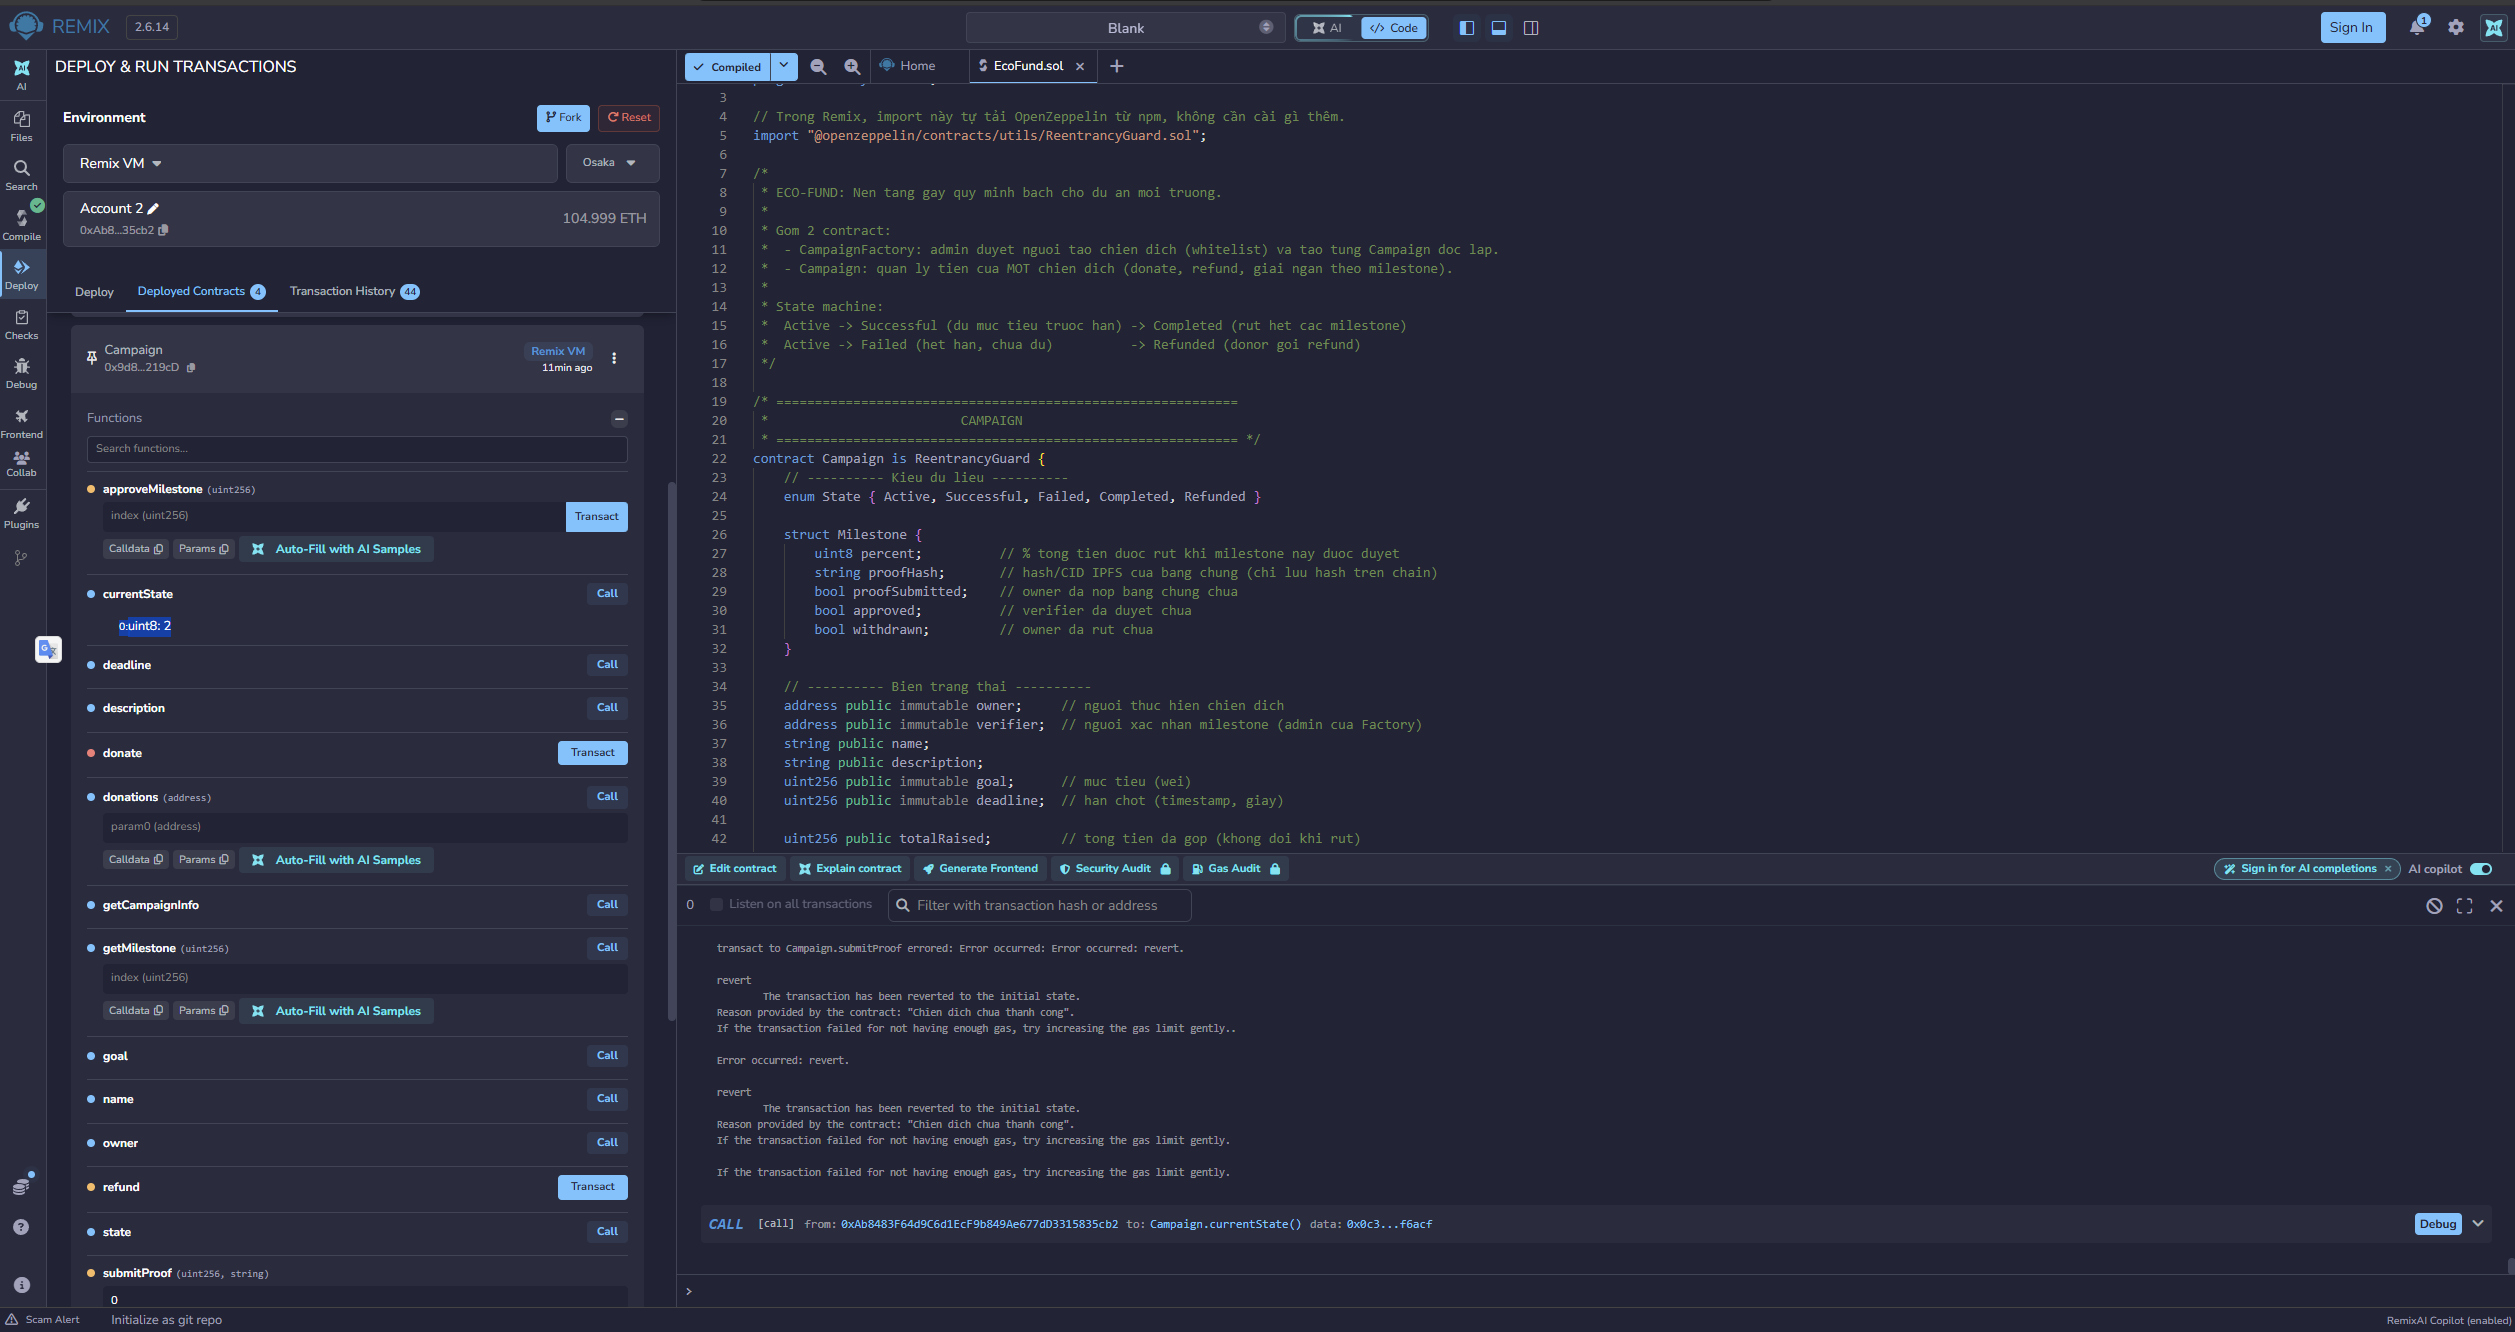 REMIX 2.6.14
Blank
AI Code
Sign In
1
AI
AI
Files
Search
Compile
Deploy
Checks
Debug
Frontend
Collab
Plugins
DEPLOY & RUN TRANSACTIONS
Environment
Fork Reset
Remix VM
Osaka
Account 2
0xAb8...35cb2
104.999 ETH
Deploy
Deployed Contracts 4
Transaction History 44
Campaign
0x9d8...219cD
Remix VM
11min ago
Functions
Search functions...
approveMilestone (uint256)
index (uint256)
Transact
Calldata Params Auto-Fill with AI Samples
currentState Call
0:uint8: 2
deadline Call
description Call
donate Transact
donations (address) Call
param0 (address)
Calldata Params Auto-Fill with AI Samples
getCampaignInfo Call
getMilestone (uint256) Call
index (uint256)
Calldata Params Auto-Fill with AI Samples
goal Call
name Call
owner Call
refund Transact
state Call
submitProof (uint256, string)
0
Compiled
Home
EcoFund.sol
3
4 // Trong Remix, import này tự tải OpenZeppelin từ npm, không cần cài gì thêm.
5 import "@openzeppelin/contracts/utils/ReentrancyGuard.sol";
6
7 /*
8 * ECO-FUND: Nen tang gay quy minh bach cho du an moi truong.
9 *
10 * Gom 2 contract:
11 * - CampaignFactory: admin duyet nguoi tao chien dich (whitelist) va tao tung Campaign doc lap.
12 * - Campaign: quan ly tien cua MOT chien dich (donate, refund, giai ngan theo milestone).
13 *
14 * State machine:
15 * Active -> Successful (du muc tieu truoc han) -> Completed (rut het cac milestone)
16 * Active -> Failed (het han, chua du) -> Refunded (donor goi refund)
17 */
18
19 /* ============================================================
20 * CAMPAIGN
21 * ============================================================ */
22 contract Campaign is ReentrancyGuard {
23 // ---------- Kieu du lieu ----------
24 enum State { Active, Successful, Failed, Completed, Refunded }
25
26 struct Milestone {
27 uint8 percent; // % tong tien duoc rut khi milestone nay duoc duyet
28 string proofHash; // hash/CID IPFS cua bang chung (chi luu hash tren chain)
29 bool proofSubmitted; // owner da nop bang chung chua
30 bool approved; // verifier da duyet chua
31 bool withdrawn; // owner da rut chua
32 }
33
34 // ---------- Bien trang thai ----------
35 address public immutable owner; // nguoi thuc hien chien dich
36 address public immutable verifier; // nguoi xac nhan milestone (admin cua Factory)
37 string public name;
38 string public description;
39 uint256 public immutable goal; // muc tieu (wei)
40 uint256 public immutable deadline; // han chot (timestamp, giay)
41
42 uint256 public totalRaised; // tong tien da gop (khong doi khi rut)
Edit contract Explain contract Generate Frontend Security Audit Gas Audit
Sign in for AI completions × AI copilot
0 Listen on all transactions Filter with transaction hash or address
transact to Campaign.submitProof errored: Error occurred: Error occurred: revert.
revert
The transaction has been reverted to the initial state.
Reason provided by the contract: "Chien dich chua thanh cong".
If the transaction failed for not having enough gas, try increasing the gas limit gently..
Error occurred: revert.
revert
The transaction has been reverted to the initial state.
Reason provided by the contract: "Chien dich chua thanh cong".
If the transaction failed for not having enough gas, try increasing the gas limit gently.
If the transaction failed for not having enough gas, try increasing the gas limit gently.
CALL [call] from: 0xAb8483F64d9C6d1EcF9b849Ae677dD3315835cb2 to: Campaign.currentState() data: 0x0c3...f6acf
Debug
>
Scam Alert
Initialize as git repo
RemixAI Copilot (enabled)